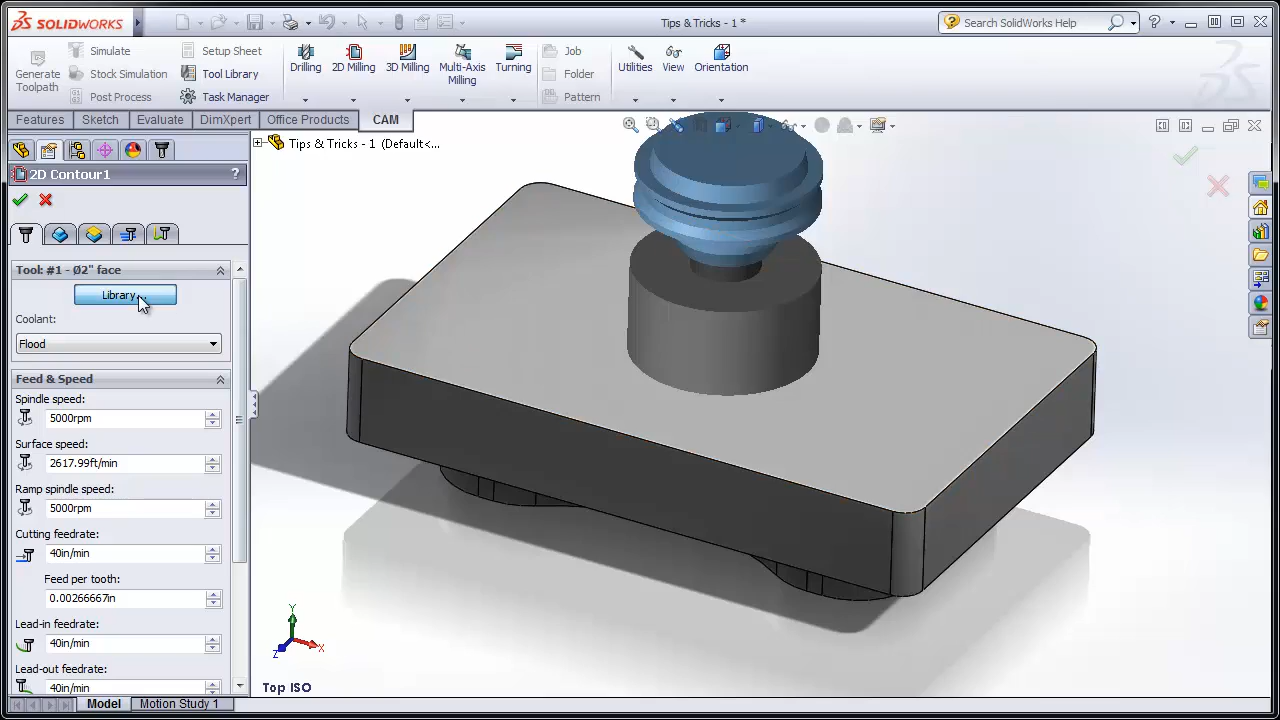 SOLIDWORKS
Tips & Tricks - 1 *
Search SolidWorks Help
?
Generate Toolpath
Simulate
Stock Simulation
Post Process
Setup Sheet
Tool Library
Task Manager
Drilling
2D Milling
3D Milling
Multi-Axis Milling
Turning
Job
Folder
Pattern
Utilities
View
Orientation
Features
Sketch
Evaluate
DimXpert
Office Products
CAM
Tips & Tricks - 1 (Default<...
2D Contour1
?
Tool: #1 - Ø2" face
Library...
Coolant:
Flood
Feed & Speed
Spindle speed:
5000rpm
Surface speed:
2617.99ft/min
Ramp spindle speed:
5000rpm
Cutting feedrate:
40in/min
Feed per tooth:
0.00266667in
Lead-in feedrate:
40in/min
Lead-out feedrate:
40in/min
Y
X
Z
Top ISO
Model
Motion Study 1